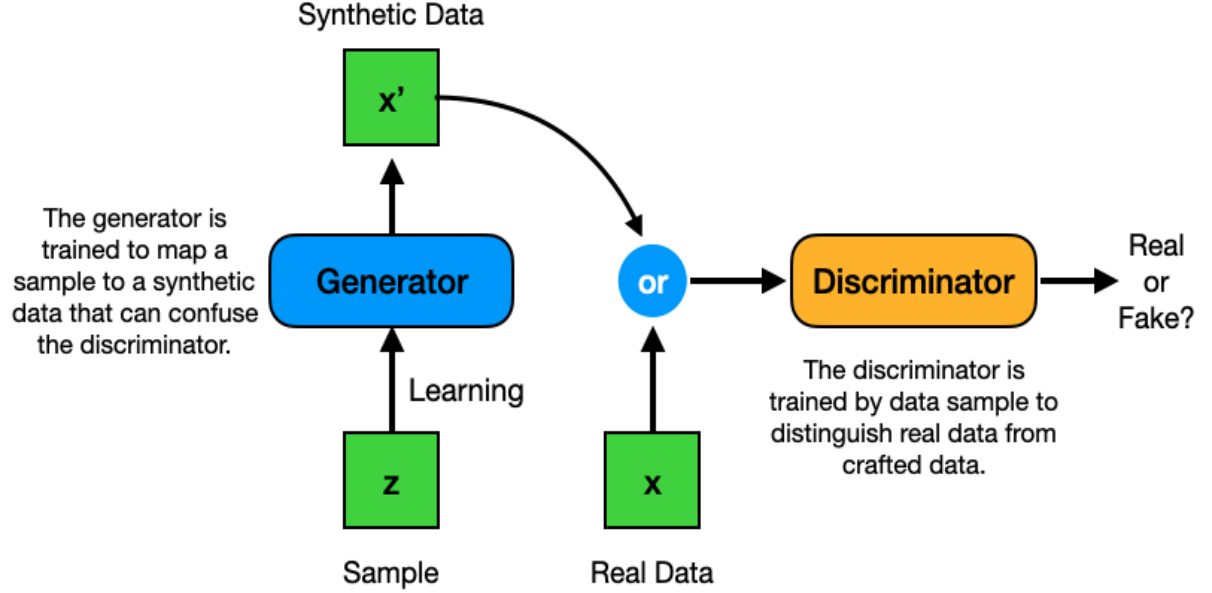 Synthetic Data
x’
The generator is
trained to map a
sample to a synthetic
data that can confuse
the discriminator.
Generator
or
Discriminator
Real
or
Fake?
Learning
The discriminator is
trained by data sample to
distinguish real data from
crafted data.
z
x
Sample
Real Data